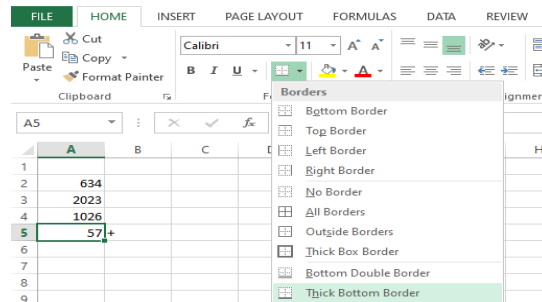 FILE HOME INSERT PAGE LAYOUT FORMULAS DATA REVIEW
Cut
Copy
Format Painter
Paste
Clipboard
Calibri 11 A A
B I U A
Borders
Bottom Border
Top Border
Left Border
Right Border
No Border
All Borders
Outside Borders
Thick Box Border
Bottom Double Border
Thick Bottom Border
A5 fx
A B C H
1
2 634
3 2023
4 1026
5 57 +
6
7
8
9